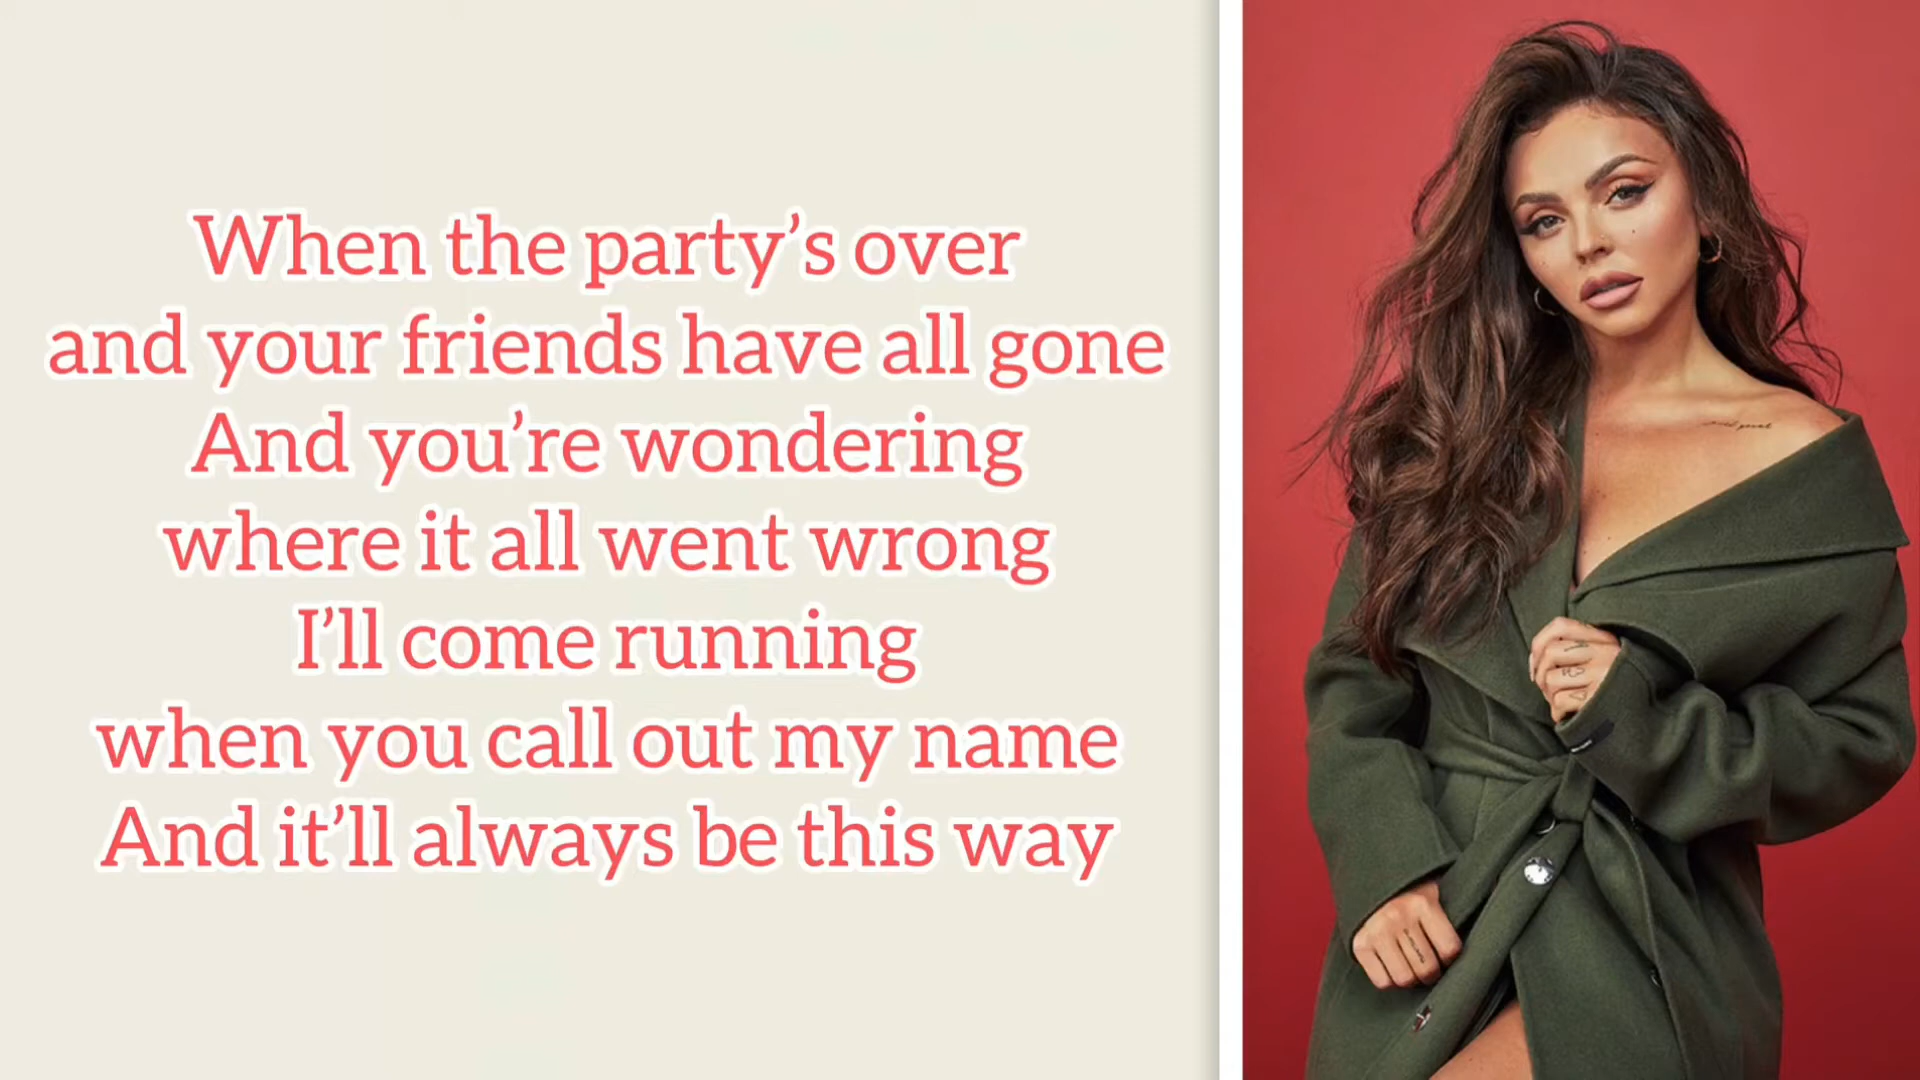 When the party’s over
and your friends have all gone
And you’re wondering
where it all went wrong
I’ll come running
when you call out my name
And it’ll always be this way